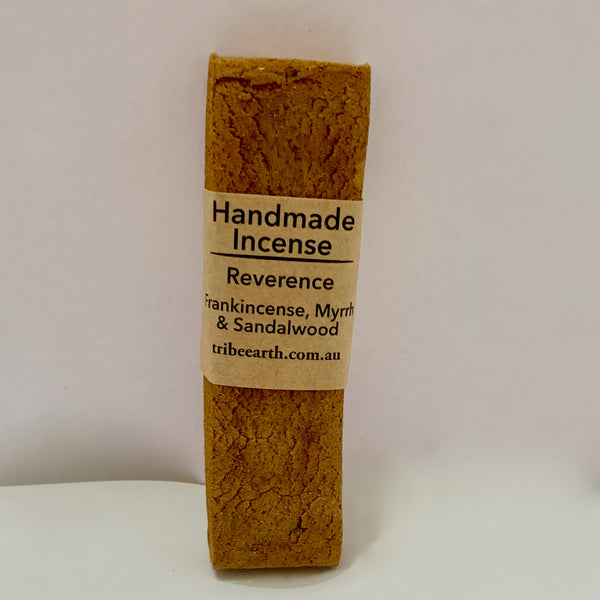 Handmade
Incense
Reverence
Frankincense, Myrrh
& Sandalwood
tribeearth.com.au